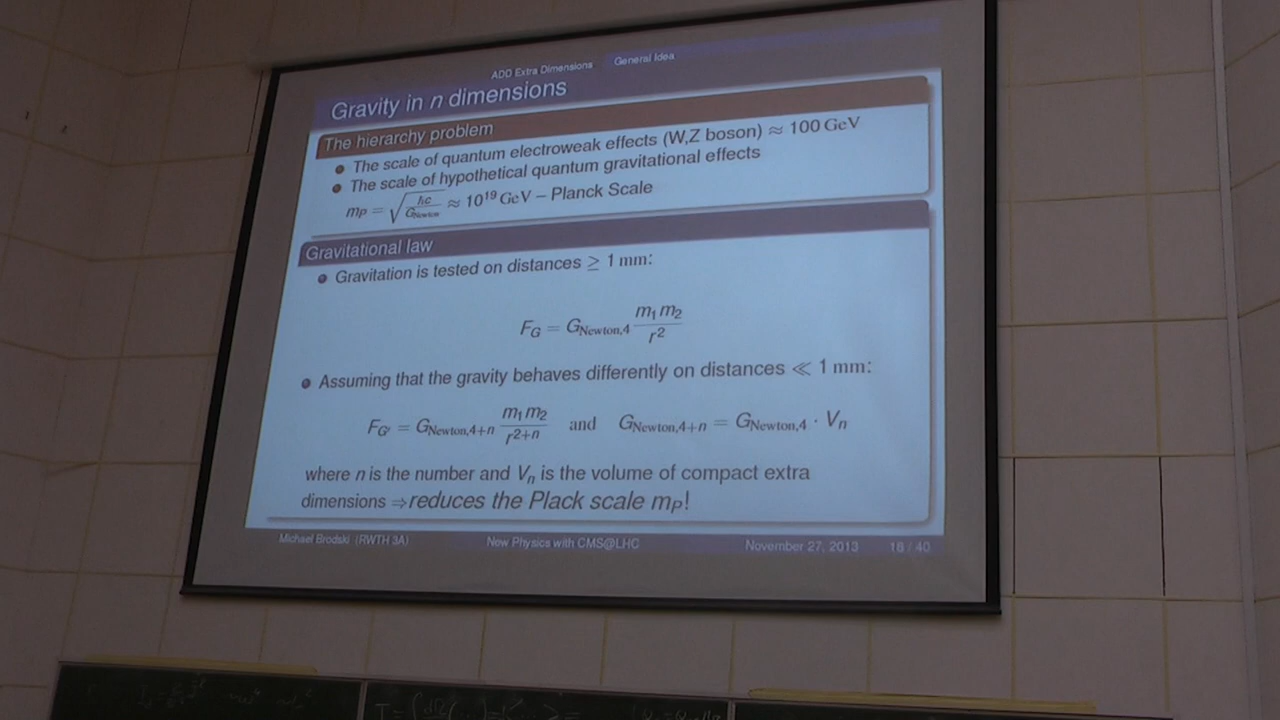 ADD Extra Dimensions General Idea
Gravity in n dimensions
The hierarchy problem
The scale of quantum electroweak effects (W,Z boson) ≈ 100 GeV
The scale of hypothetical quantum gravitational effects
m_P = √(ħc / G_Newton) ≈ 10^19 GeV – Planck Scale
Gravitational law
Gravitation is tested on distances ≥ 1 mm:
F_G = G_Newton,4 m_1 m_2 / r^2
Assuming that the gravity behaves differently on distances ≪ 1 mm:
F_G' = G_Newton,4+n m_1 m_2 / r^2+n and G_Newton,4+n = G_Newton,4 · V_n
where n is the number and V_n is the volume of compact extra
dimensions ⇒ reduces the Plack scale m_P!
Michael Brodski (RWTH 3A) New Physics with CMS@LHC November 27, 2013 18 / 40